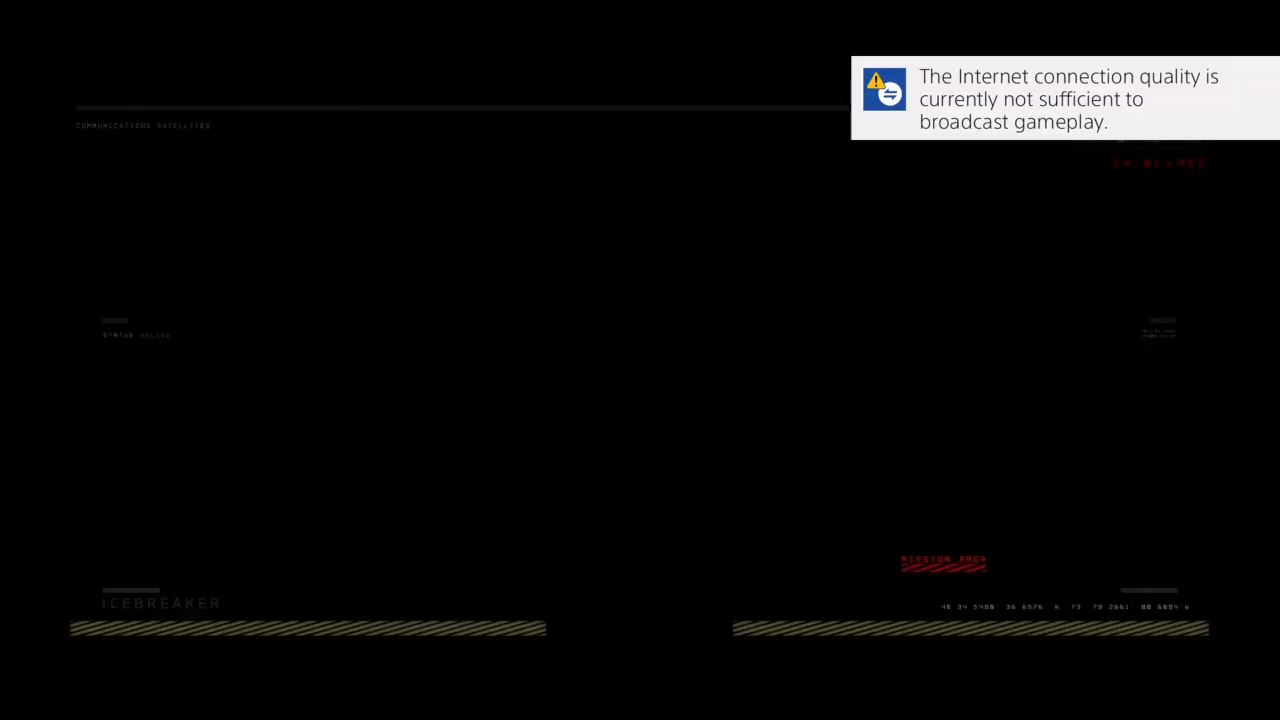 The Internet connection quality is
currently not sufficient to
broadcast gameplay.
COMMUNICATIONS SATELLITES
STATUS ONLINE
MISSION AREA
ICEBREAKER